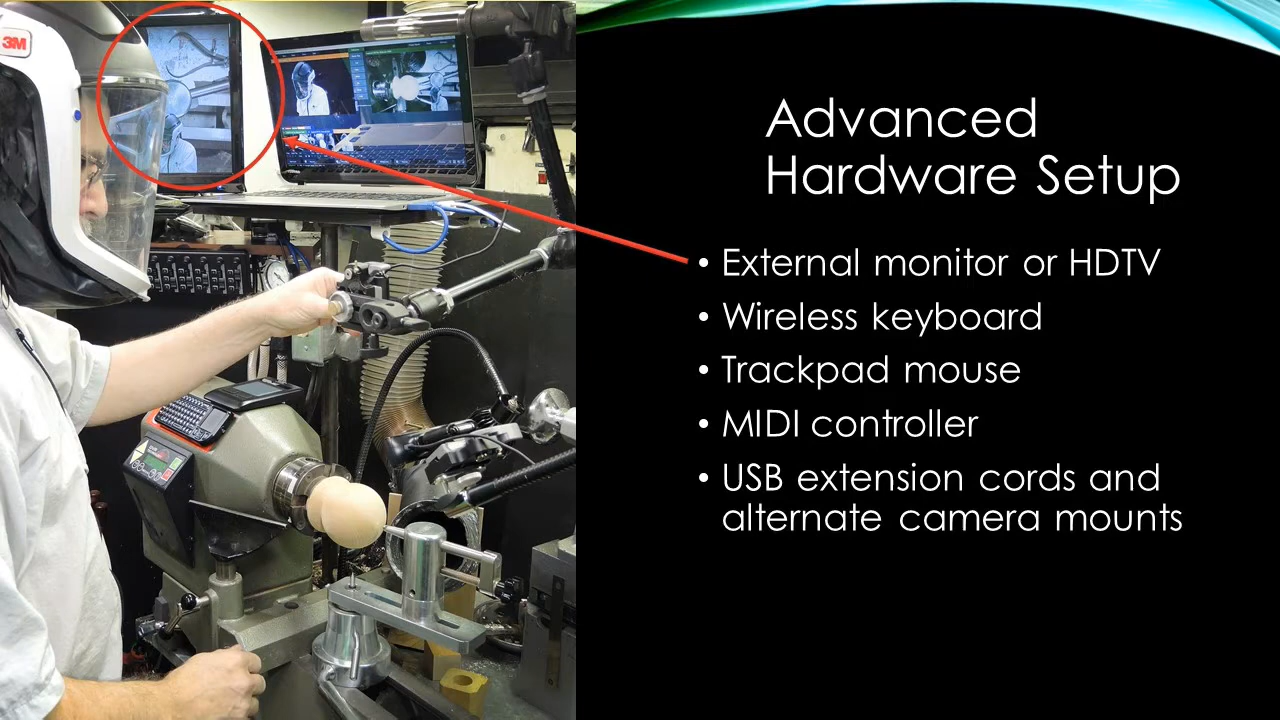 3M
Advanced
Hardware Setup
• External monitor or HDTV
• Wireless keyboard
• Trackpad mouse
• MIDI controller
• USB extension cords and
alternate camera mounts